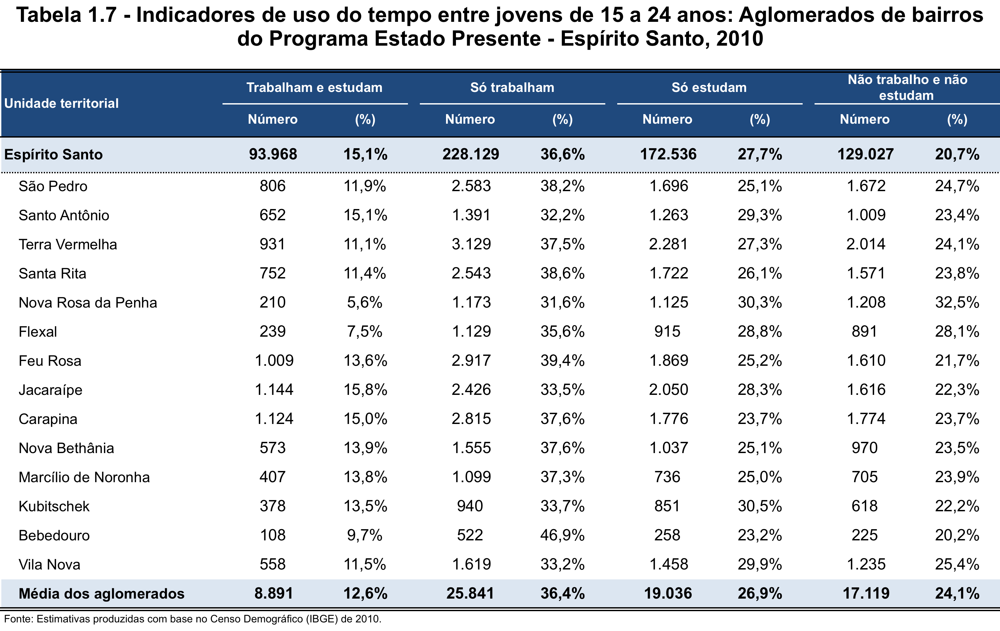 Tabela 1.7 - Indicadores de uso do tempo entre jovens de 15 a 24 anos: Aglomerados de bairros
do Programa Estado Presente - Espírito Santo, 2010
Unidade territorial Trabalham e estudam Só trabalham Só estudam Não trabalho e não estudam
Número (%) Número (%) Número (%) Número (%)
Espírito Santo 93.968 15,1% 228.129 36,6% 172.536 27,7% 129.027 20,7%
São Pedro 806 11,9% 2.583 38,2% 1.696 25,1% 1.672 24,7%
Santo Antônio 652 15,1% 1.391 32,2% 1.263 29,3% 1.009 23,4%
Terra Vermelha 931 11,1% 3.129 37,5% 2.281 27,3% 2.014 24,1%
Santa Rita 752 11,4% 2.543 38,6% 1.722 26,1% 1.571 23,8%
Nova Rosa da Penha 210 5,6% 1.173 31,6% 1.125 30,3% 1.208 32,5%
Flexal 239 7,5% 1.129 35,6% 915 28,8% 891 28,1%
Feu Rosa 1.009 13,6% 2.917 39,4% 1.869 25,2% 1.610 21,7%
Jacaraípe 1.144 15,8% 2.426 33,5% 2.050 28,3% 1.616 22,3%
Carapina 1.124 15,0% 2.815 37,6% 1.776 23,7% 1.774 23,7%
Nova Bethânia 573 13,9% 1.555 37,6% 1.037 25,1% 970 23,5%
Marcílio de Noronha 407 13,8% 1.099 37,3% 736 25,0% 705 23,9%
Kubitschek 378 13,5% 940 33,7% 851 30,5% 618 22,2%
Bebedouro 108 9,7% 522 46,9% 258 23,2% 225 20,2%
Vila Nova 558 11,5% 1.619 33,2% 1.458 29,9% 1.235 25,4%
Média dos aglomerados 8.891 12,6% 25.841 36,4% 19.036 26,9% 17.119 24,1%
Fonte: Estimativas produzidas com base no Censo Demográfico (IBGE) de 2010.